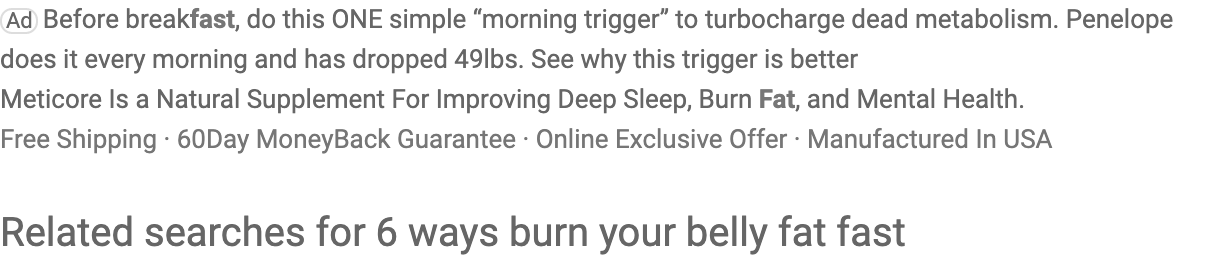 Ad Before breakfast, do this ONE simple “morning trigger” to turbocharge dead metabolism. Penelope
does it every morning and has dropped 49lbs. See why this trigger is better
Meticore Is a Natural Supplement For Improving Deep Sleep, Burn Fat, and Mental Health.
Free Shipping · 60Day MoneyBack Guarantee · Online Exclusive Offer · Manufactured In USA
Related searches for 6 ways burn your belly fat fast